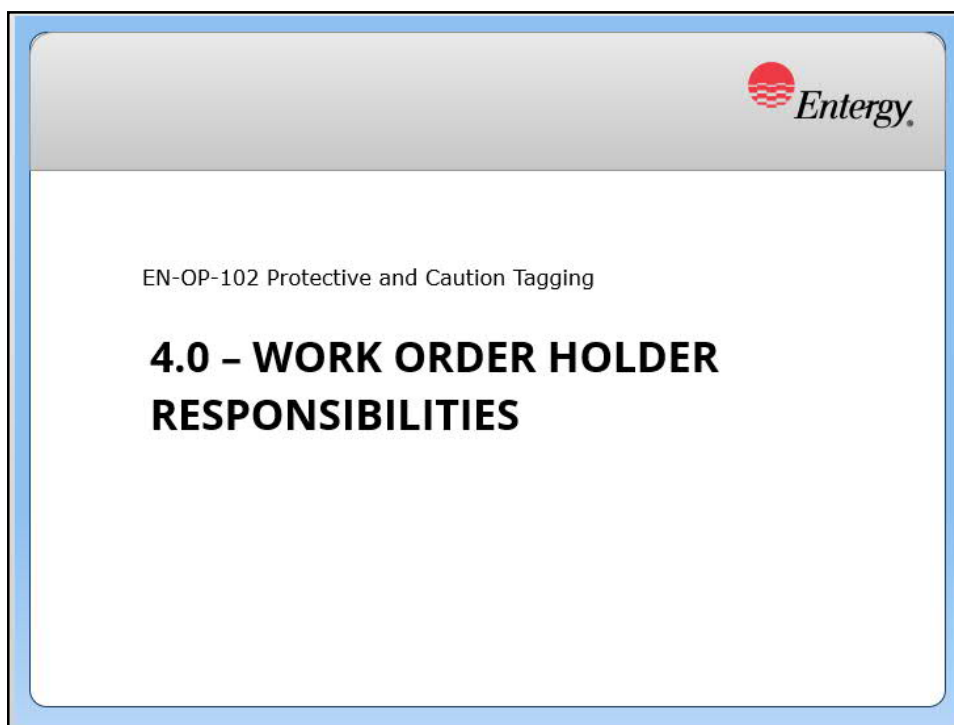 Entergy®
EN-OP-102 Protective and Caution Tagging
4.0 – WORK ORDER HOLDER
RESPONSIBILITIES